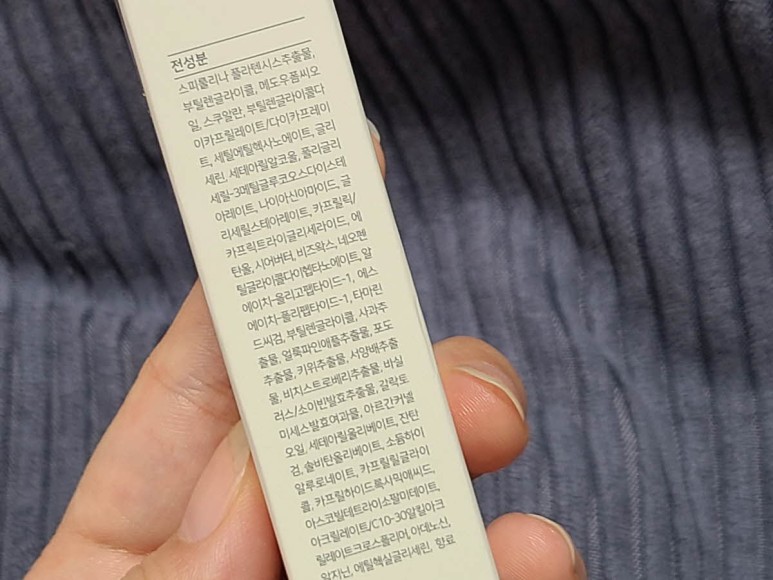 전성분
스피룰리나 플라텐시스추출물,
부틸렌글라이콜, 메도우폼씨오
일, 스쿠알란, 부틸렌글라이콜다
이카프릴레이트/다이카프레이
트, 세틸에틸헥사노에이트, 글리
세린, 세테아릴알코올, 폴리글리
세릴-3메틸글루코오스다이스테
아레이트, 나이아신아마이드, 글
리세릴스테아레이트, 카프릴릭/
카프릭트라이글리세라이드, 에
탄올, 시어버터, 비즈왁스, 네오펜
틸글라이콜다이헵타노에이트, 알
에이치-올리고펩타이드-1, 에스
에이치-폴리펩타이드-1, 타마린
드씨검, 부틸렌글라이콜, 사과추
출물, 얼룩파인애플추출물, 포도
추출물, 키위추출물, 서양배추출
물, 비치스트로베리추출물, 바실
러스/소이빈발효추출물, 갈락토
미세스발효여과물, 아르간커넬
오일, 세테아릴올리베이트, 잔탄
검, 솔비탄올리베이트, 소듐하이
알루로네이트, 카프릴릴글라이
콜, 카프릴하이드록사믹애씨드,
아스코빌테트라이소팔미테이트,
아크릴레이트/C10-30알킬아크
릴레이트크로스폴리머, 아데노신,
알지닌, 에틸헥실글리세린, 향료